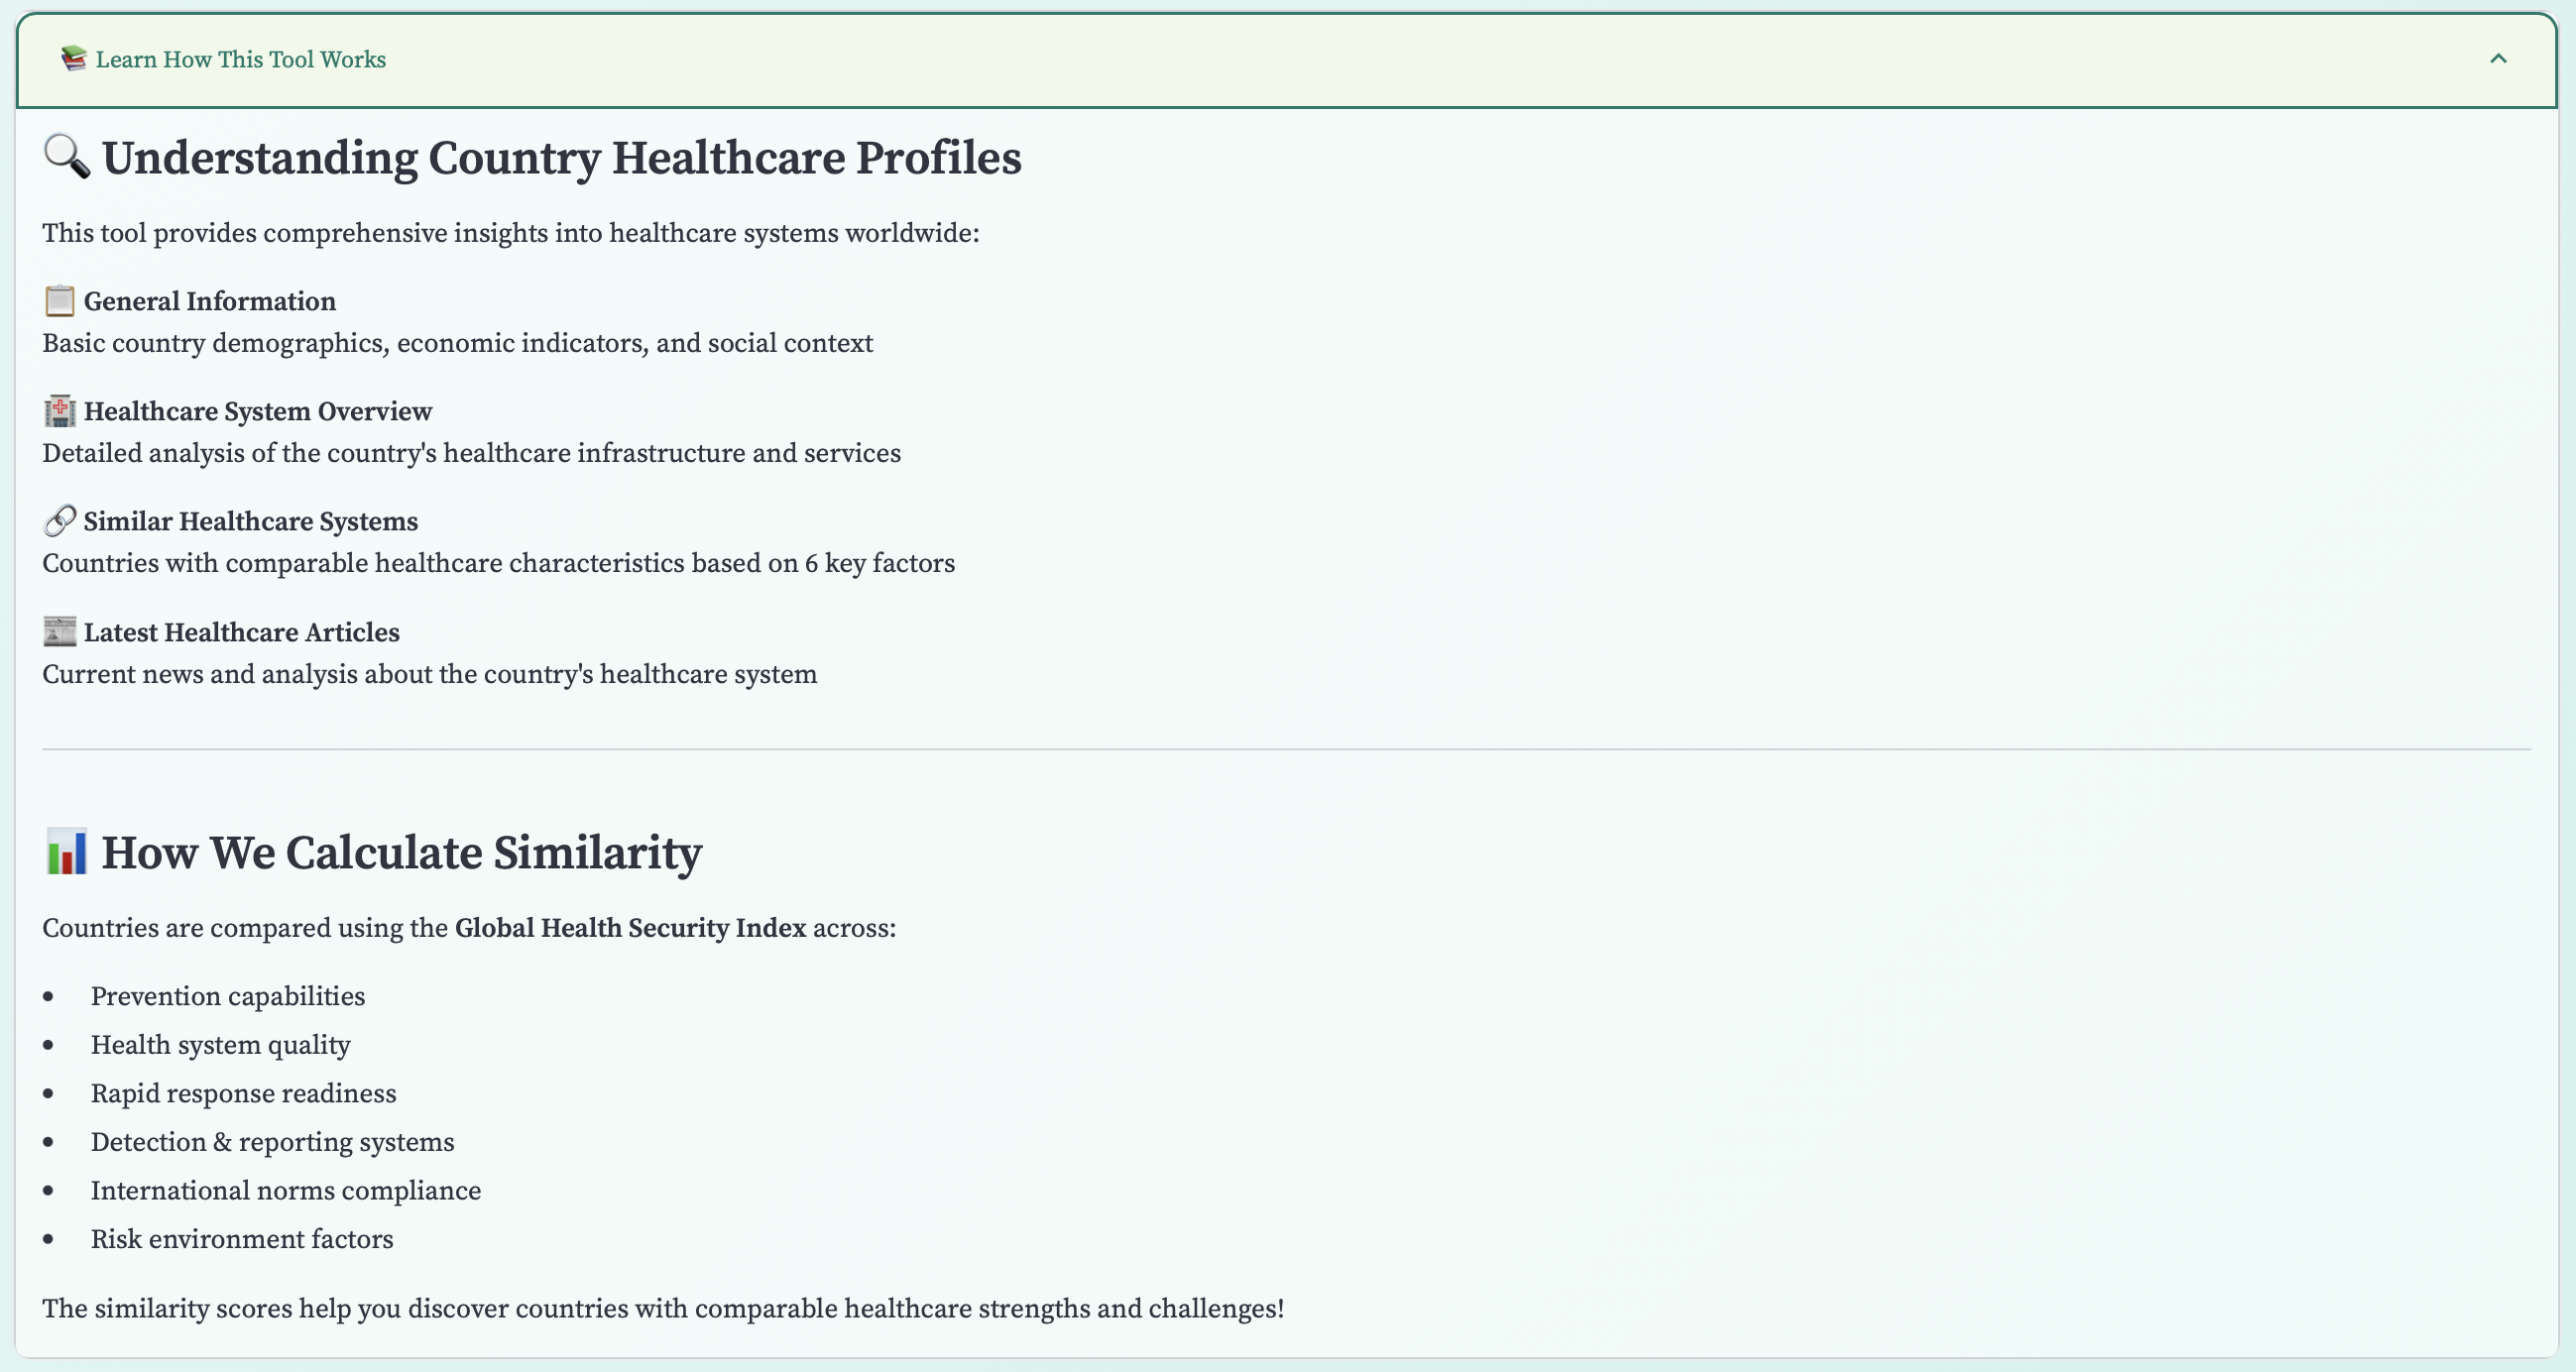 Learn How This Tool Works
Understanding Country Healthcare Profiles
This tool provides comprehensive insights into healthcare systems worldwide:
General Information
Basic country demographics, economic indicators, and social context
Healthcare System Overview
Detailed analysis of the country's healthcare infrastructure and services
Similar Healthcare Systems
Countries with comparable healthcare characteristics based on 6 key factors
Latest Healthcare Articles
Current news and analysis about the country's healthcare system
How We Calculate Similarity
Countries are compared using the Global Health Security Index across:
• Prevention capabilities
• Health system quality
• Rapid response readiness
• Detection & reporting systems
• International norms compliance
• Risk environment factors
The similarity scores help you discover countries with comparable healthcare strengths and challenges!